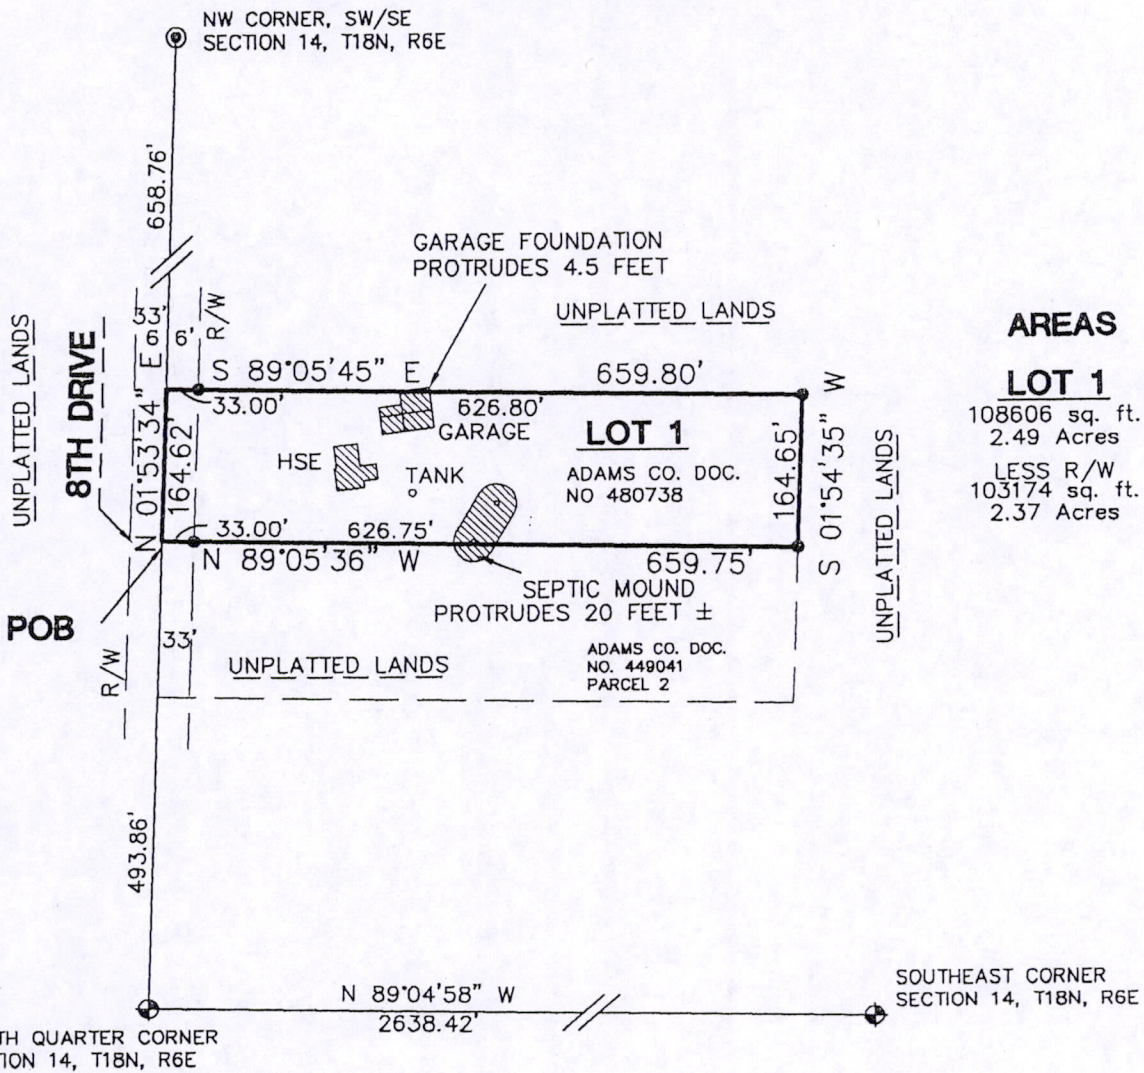 NW CORNER, SW/SE
SECTION 14, T18N, R6E
658.76'
GARAGE FOUNDATION
PROTRUDES 4.5 FEET
UNPLATTED LANDS
33'
66'
R/W
UNPLATTED LANDS
8TH DRIVE
N 01°53'34" E
164.62'
S 89°05'45" E
659.80'
33.00'
626.80'
GARAGE
LOT 1
HSE
TANK
ADAMS CO. DOC.
NO 480738
164.65'
S 01°54'35" W
UNPLATTED LANDS
AREAS
LOT 1
108606 sq. ft.
2.49 Acres
LESS R/W
103174 sq. ft.
2.37 Acres
33.00'
626.75'
N 89°05'36" W
659.75'
SEPTIC MOUND
PROTRUDES 20 FEET ±
POB
33'
R/W
UNPLATTED LANDS
ADAMS CO. DOC.
NO. 449041
PARCEL 2
493.86'
N 89°04'58" W
2638.42'
SOUTHEAST CORNER
SECTION 14, T18N, R6E
TH QUARTER CORNER
TION 14, T18N, R6E